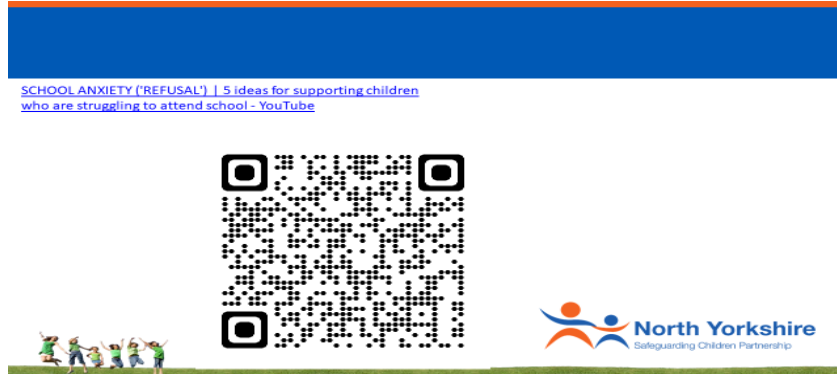 SCHOOL ANXIETY ('REFUSAL') | 5 ideas for supporting children
who are struggling to attend school - YouTube
North Yorkshire
Safeguarding Children Partnership